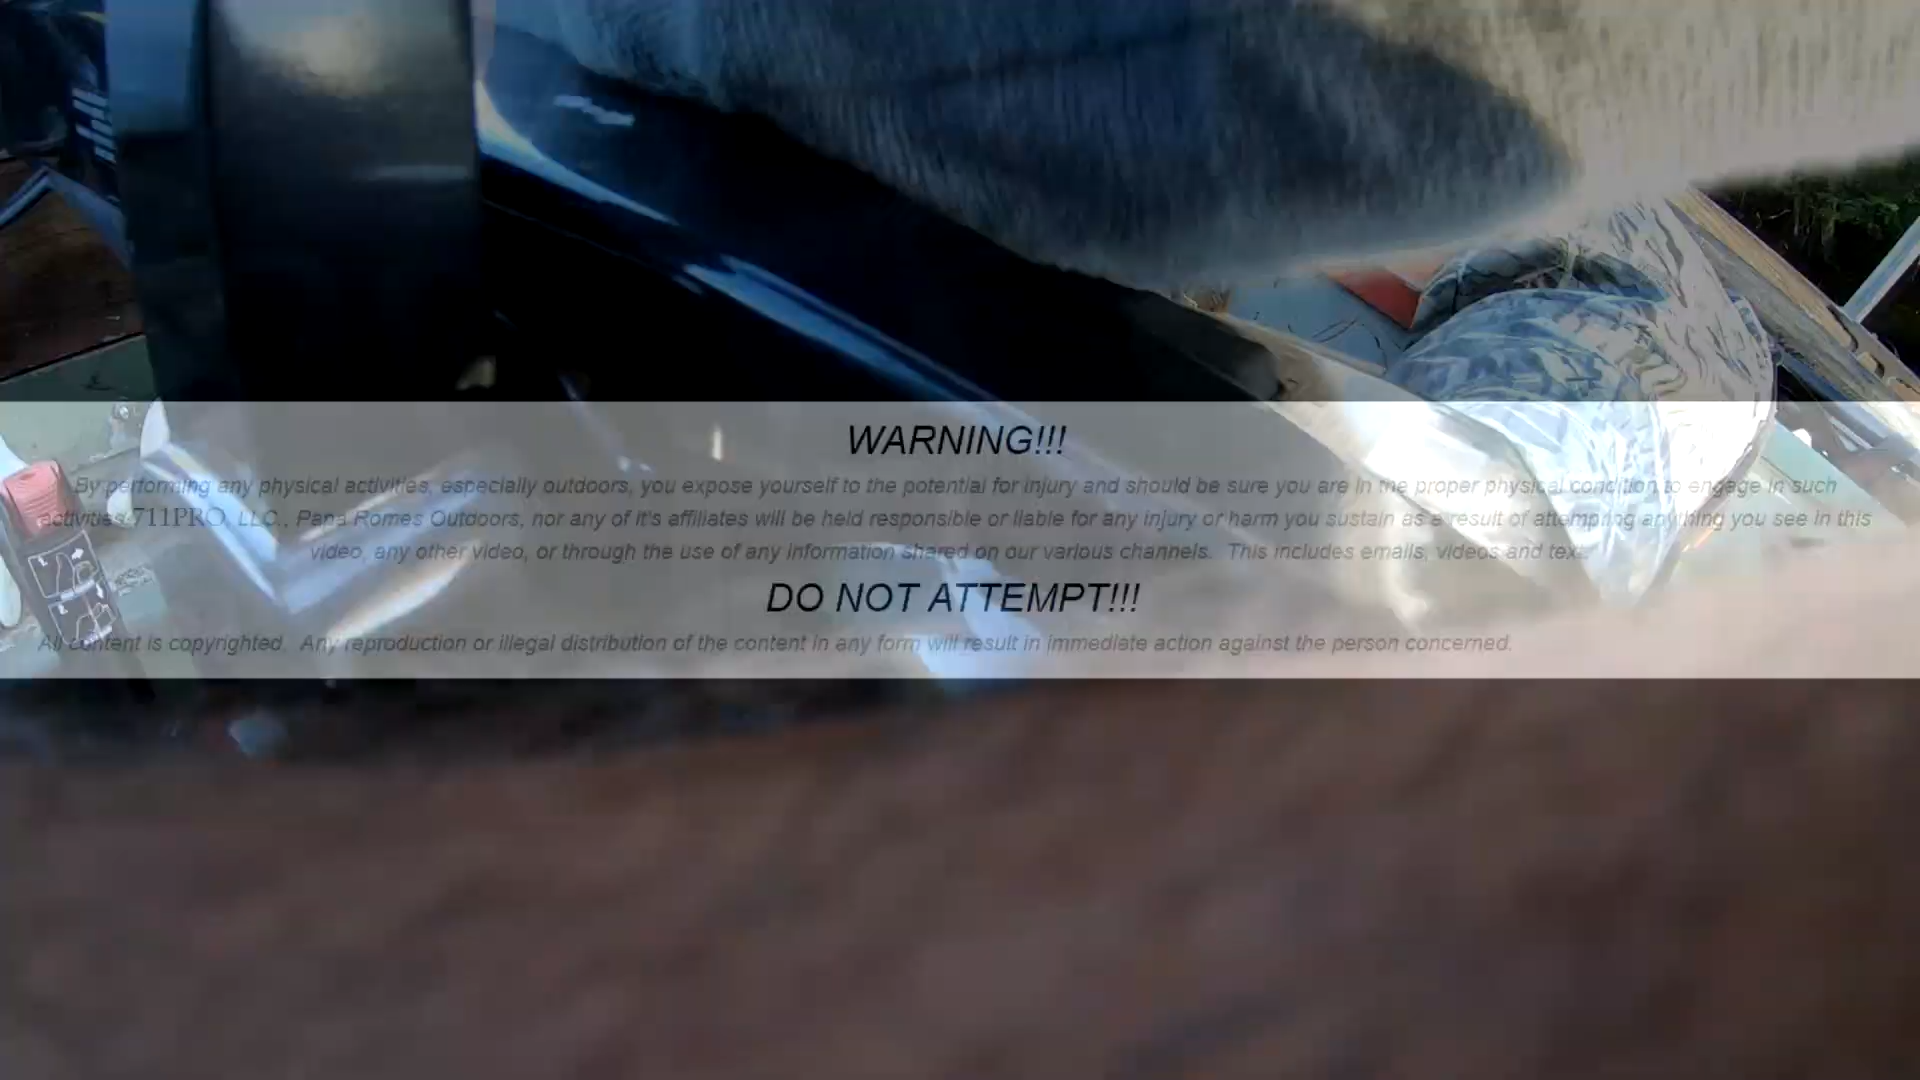 WARNING!!!
By performing any physical activities, especially outdoors, you expose yourself to the potential for injury and should be sure you are in the proper physical condition to engage in such
activities 711PRO, LLC., Papa Romes Outdoors, nor any of it's affiliates will be held responsible or liable for any injury or harm you sustain as a result of attempting anything you see in this
video, any other video, or through the use of any information shared on our various channels. This includes emails, videos and text.
DO NOT ATTEMPT!!!
All content is copyrighted. Any reproduction or illegal distribution of the content in any form will result in immediate action against the person concerned.